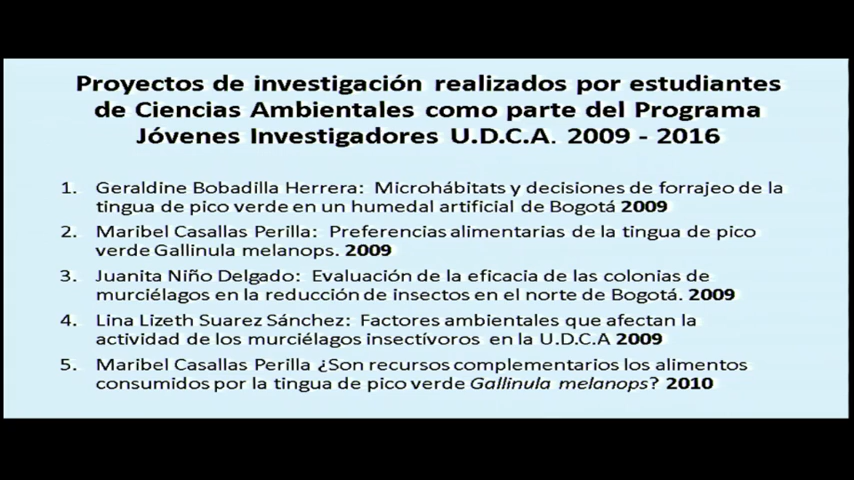 Proyectos de investigación realizados por estudiantes
de Ciencias Ambientales como parte del Programa
Jóvenes Investigadores U.D.C.A. 2009 - 2016
1. Geraldine Bobadilla Herrera: Microhábitats y decisiones de forrajeo de la
tingua de pico verde en un humedal artificial de Bogotá 2009
2. Maribel Casallas Perilla: Preferencias alimentarias de la tingua de pico
verde Gallinula melanops. 2009
3. Juanita Niño Delgado: Evaluación de la eficacia de las colonias de
murciélagos en la reducción de insectos en el norte de Bogotá. 2009
4. Lina Lizeth Suarez Sánchez: Factores ambientales que afectan la
actividad de los murciélagos insectívoros en la U.D.C.A 2009
5. Maribel Casallas Perilla ¿Son recursos complementarios los alimentos
consumidos por la tingua de pico verde Gallinula melanops? 2010